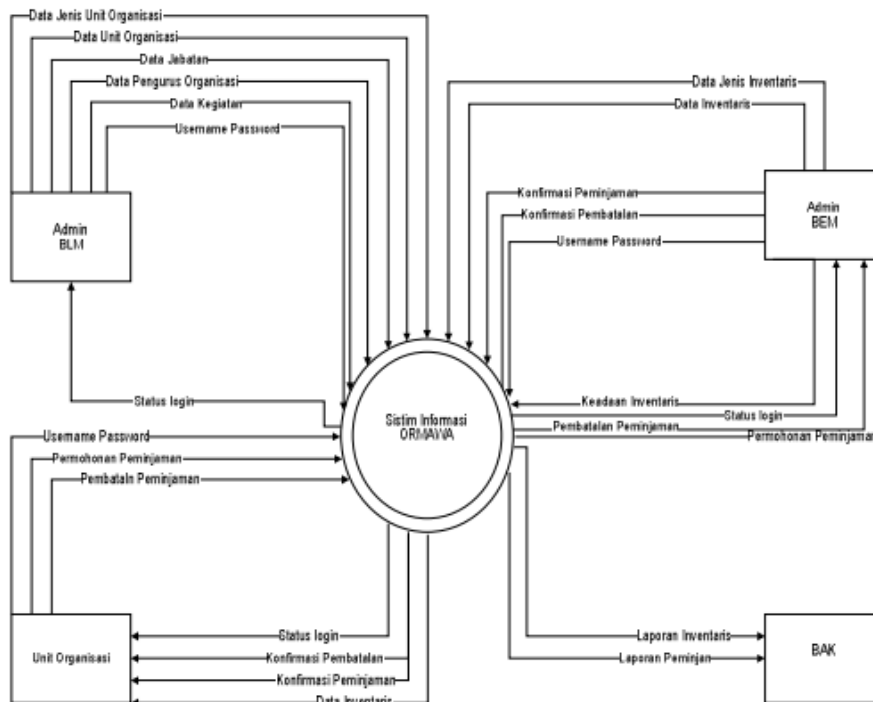 Data Jenis Unit Organisasi
Data Unit Organisasi
Data Jabatan
Data Pengurus Organisasi
Data Kegiatan
Username Password
Admin
BLM
Status login
Data Jenis Inventaris
Data Inventaris
Konfirmasi Peminjaman
Konfirmasi Pembatalan
Username Password
Admin
BEM
Keadaan Inventaris
Status login
Pembatalan Peminjaman
Permohonan Peminjaman
Sistim Informasi
ORMAWA
Username Password
Permohonan Peminjaman
Pembataln Peminjaman
Unit Organisasi
Status login
Konfirmasi Pembatalan
Konfirmasi Peminjaman
Data Inventaris
Laporan Inventaris
Laporan Peminjan
BAK